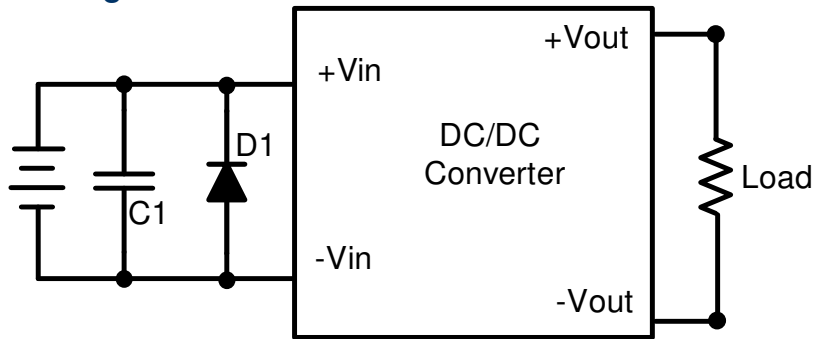 +Vout
+Vin
D1
DC/DC
Converter
Load
C1
-Vin
-Vout